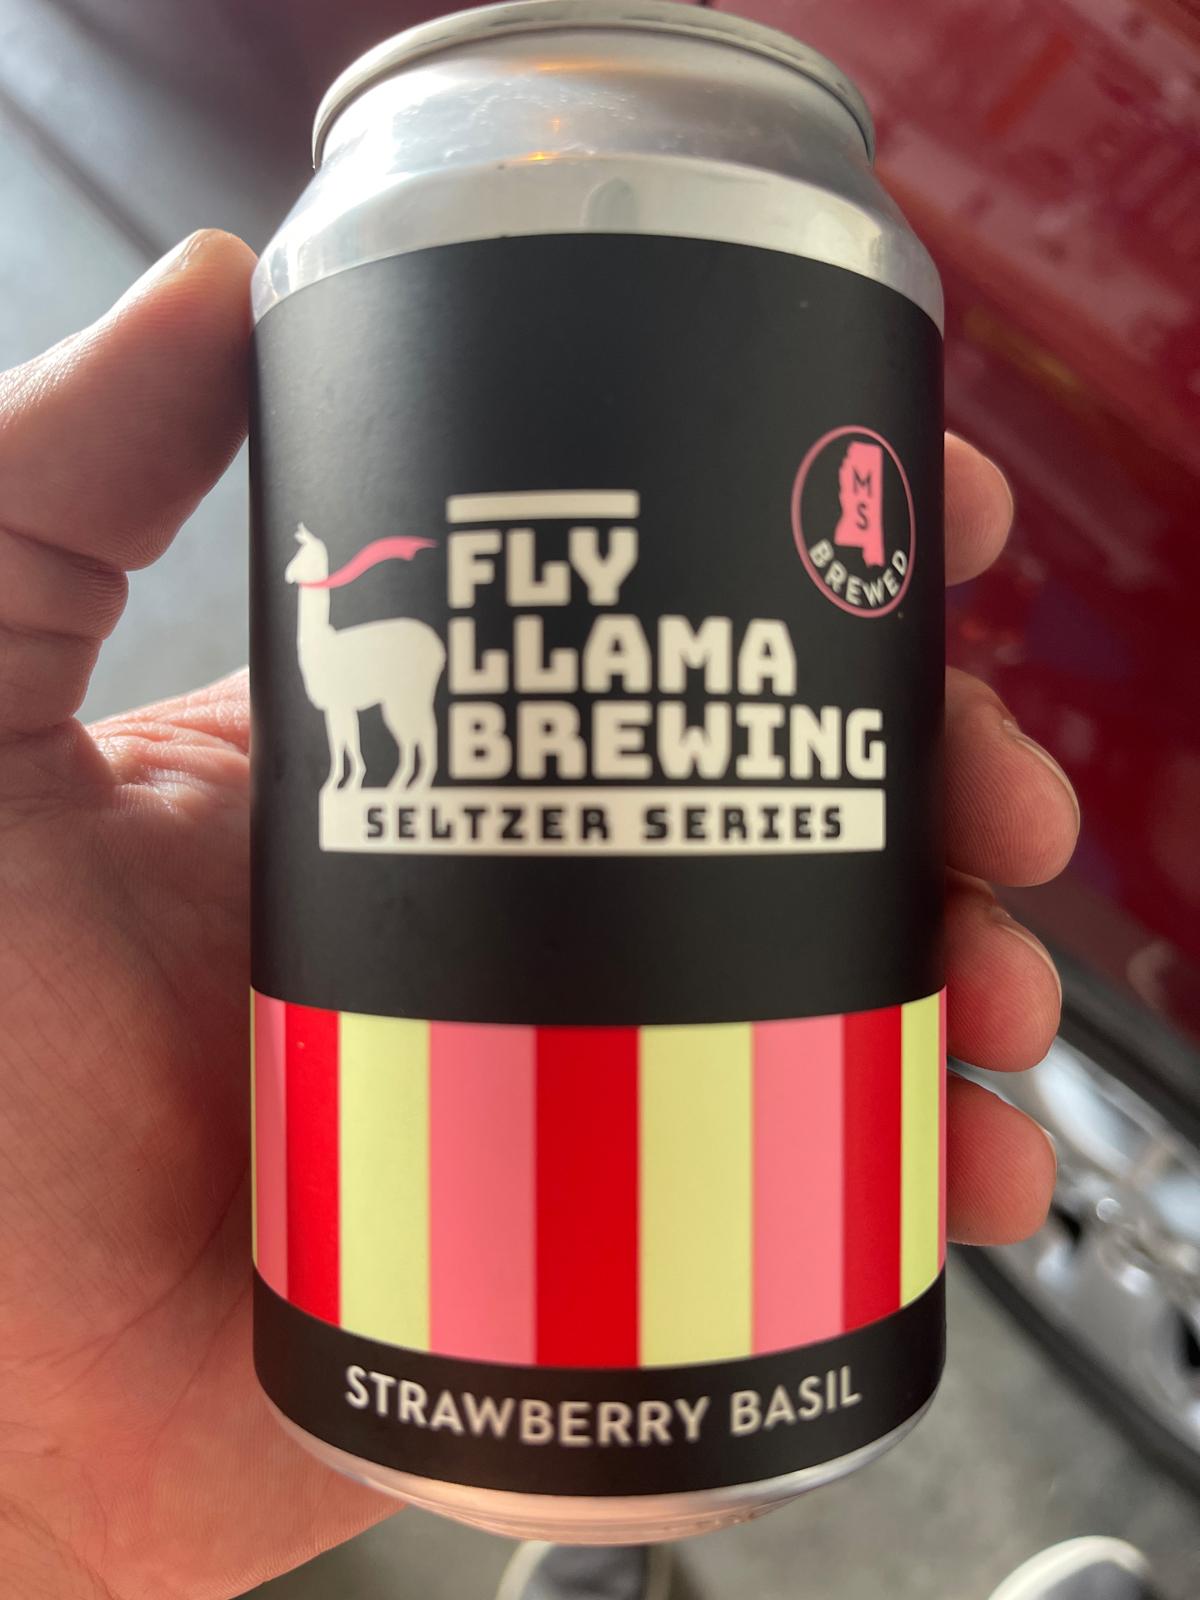 MS
BREWED
FLY
LLAMA
BREWING
SELTZER SERIES
STRAWBERRY BASIL